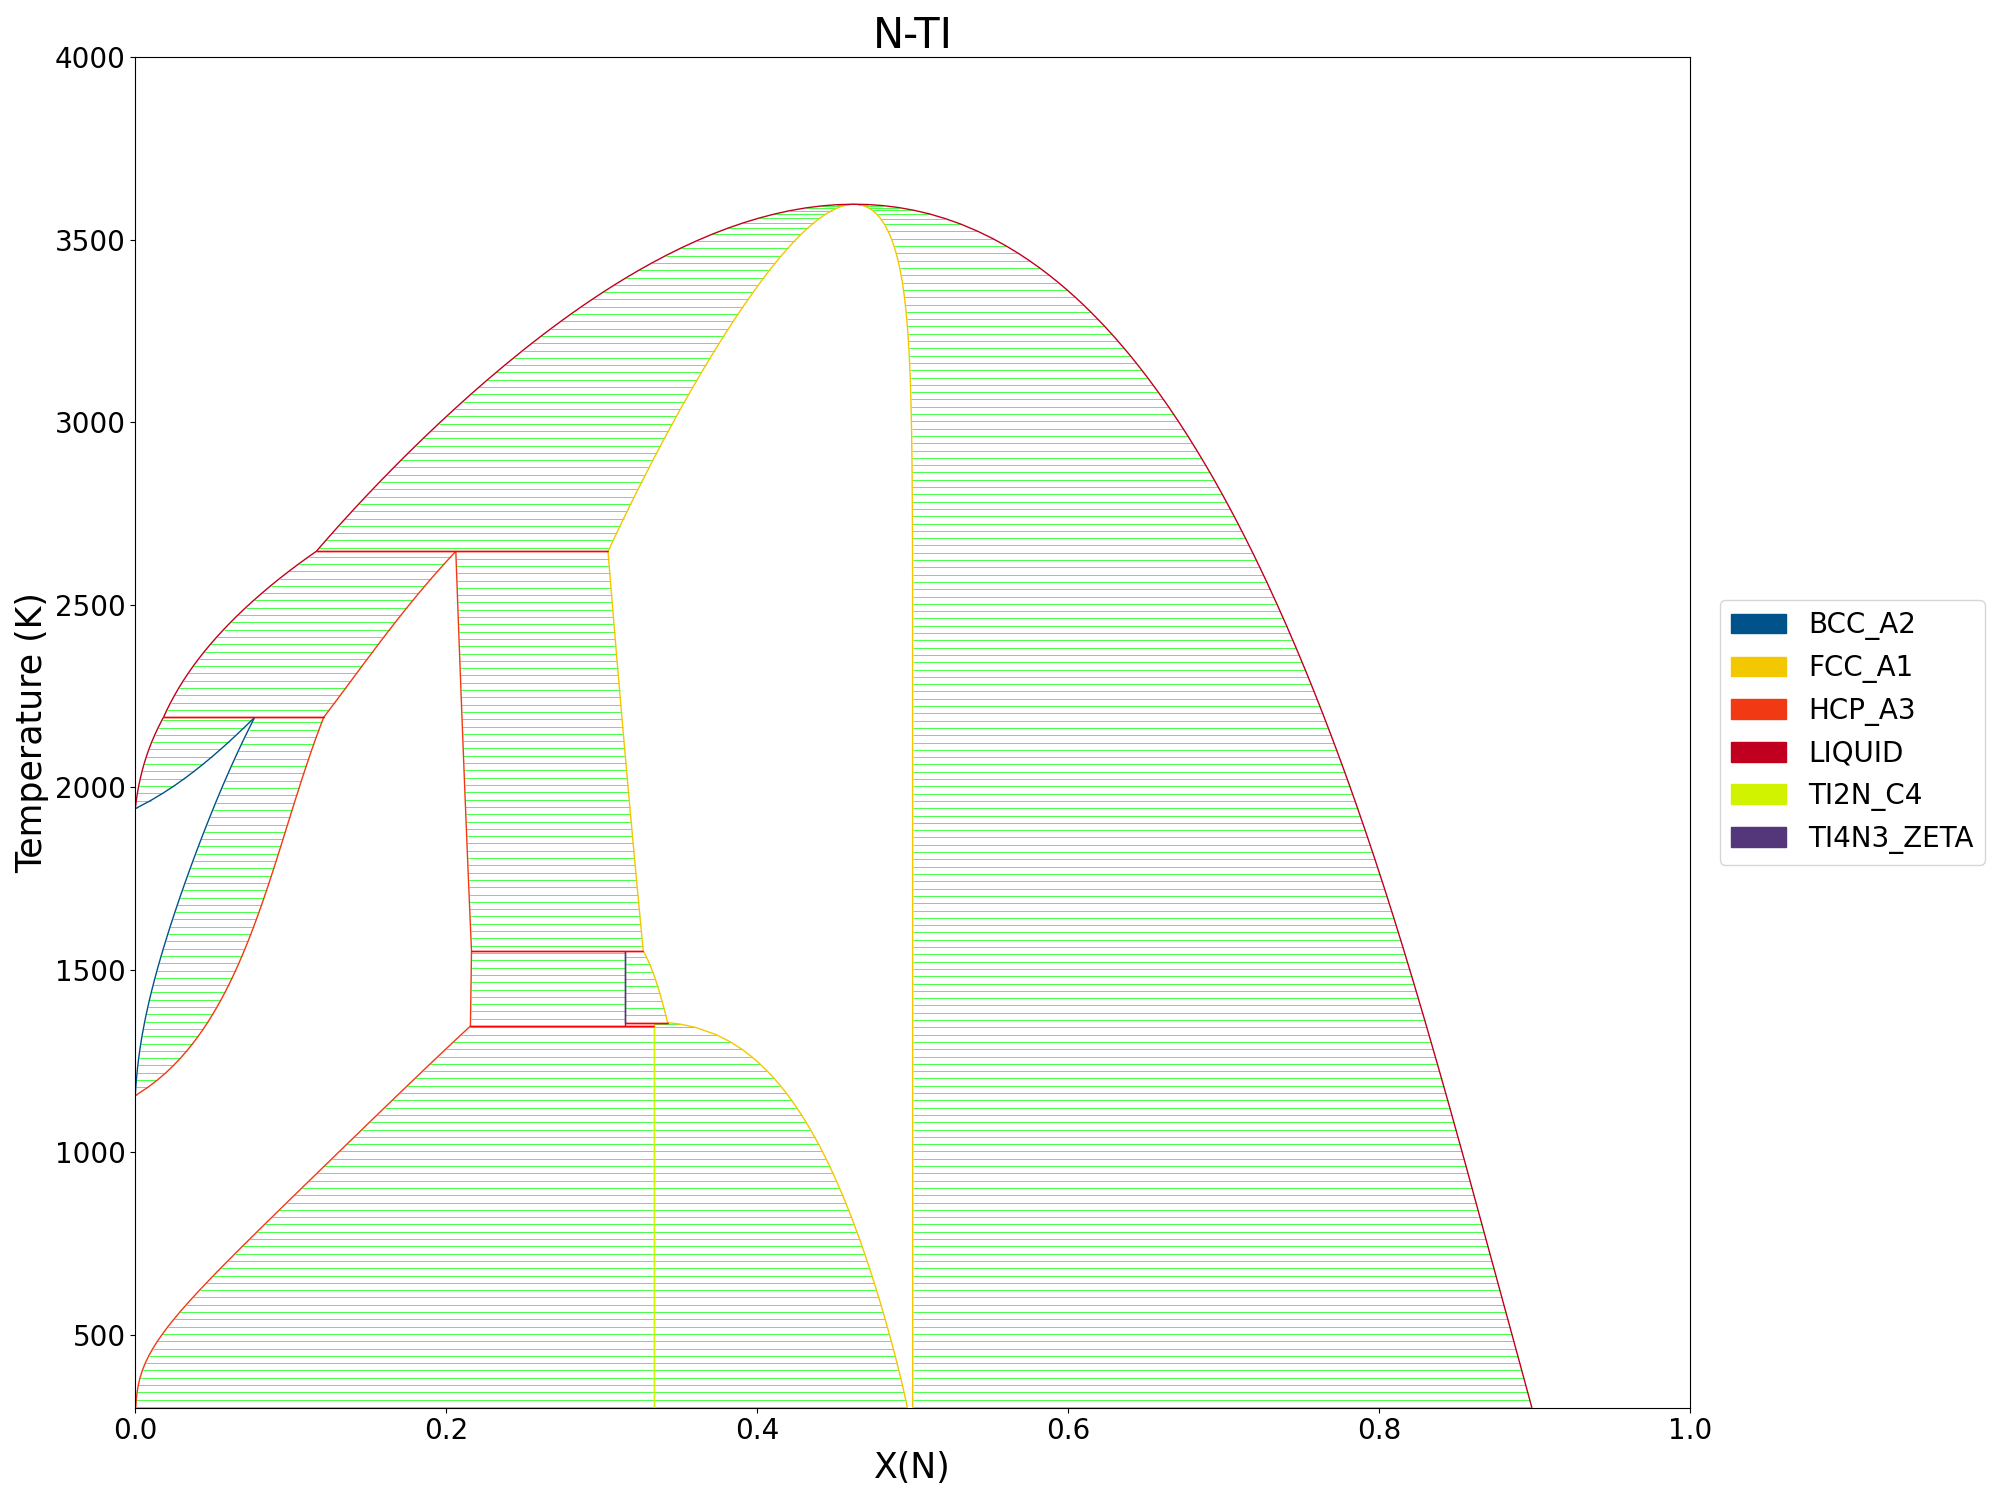 N-TI
4000
3500
3000
2500
2000
1500
1000
500
Temperature (K)
0.0 0.2 0.4 0.6 0.8 1.0
X(N)
BCC_A2
FCC_A1
HCP_A3
LIQUID
TI2N_C4
TI4N3_ZETA